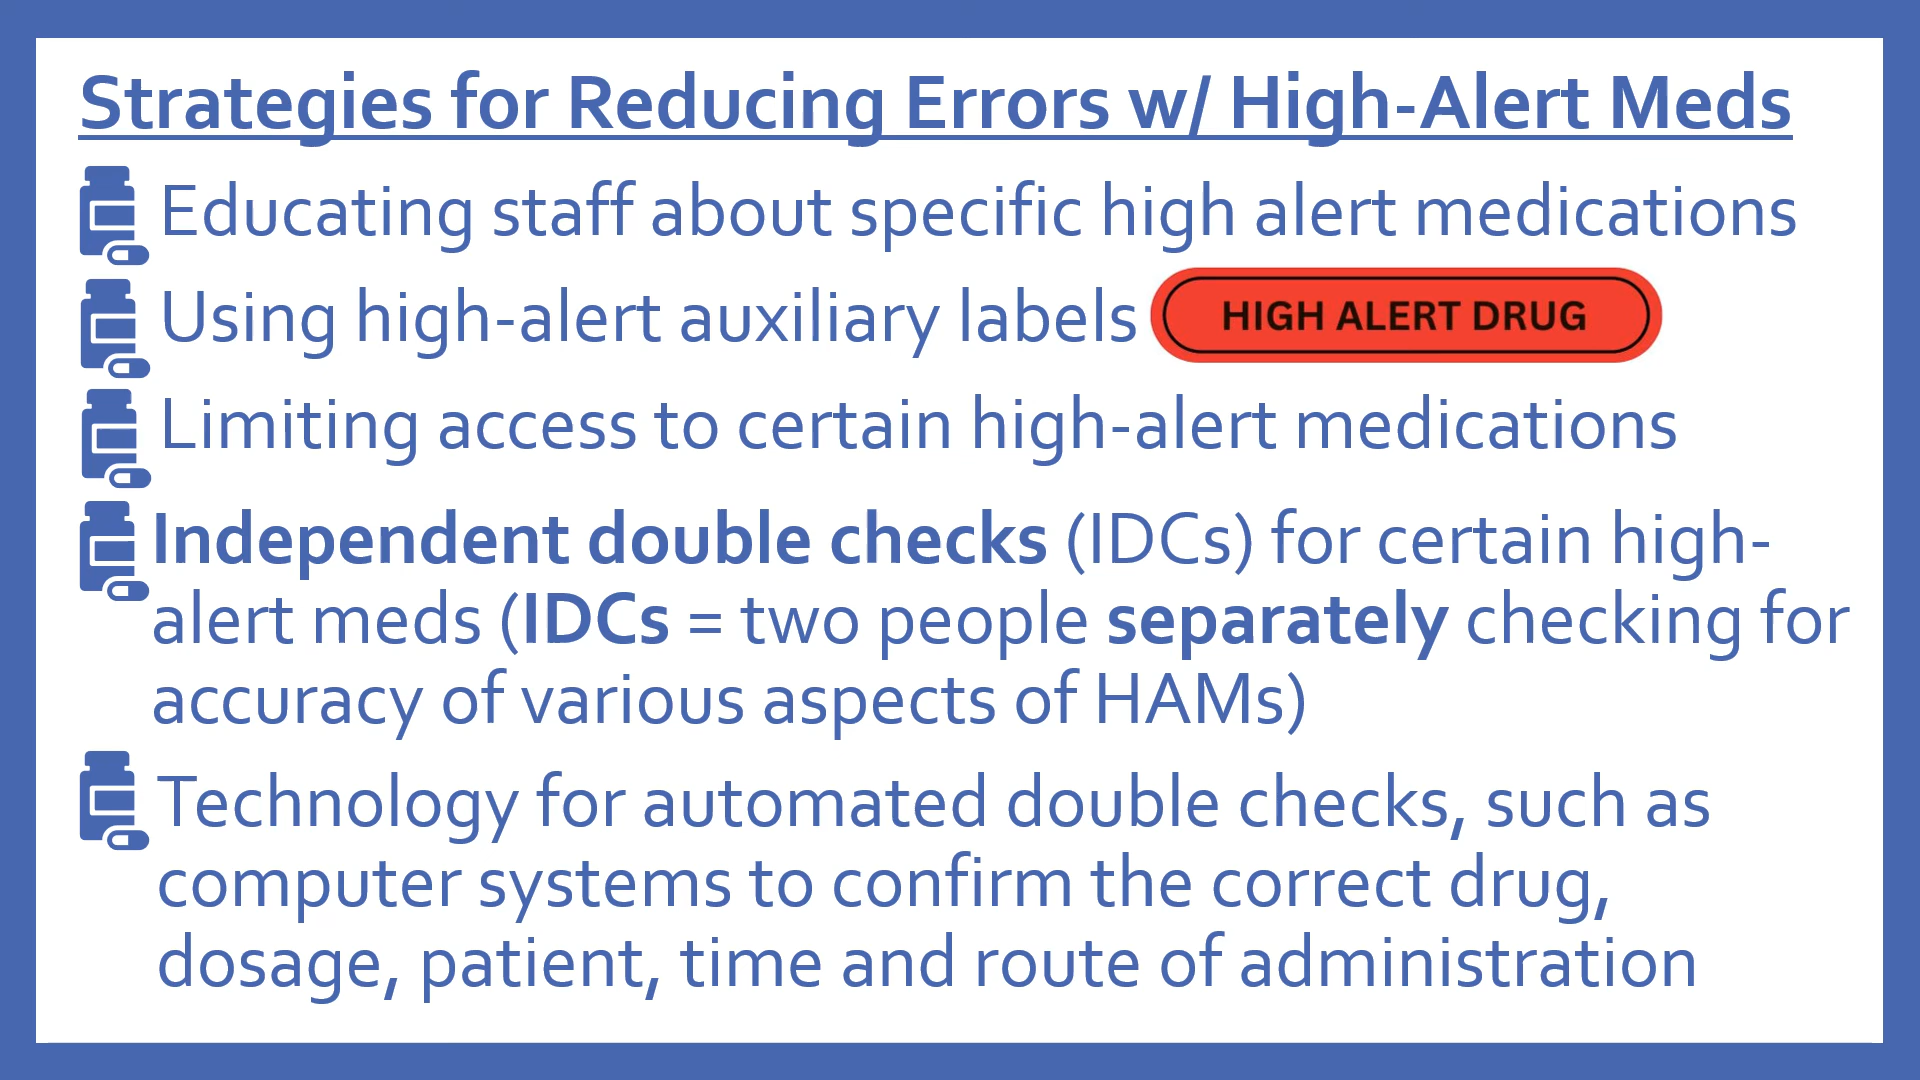 Strategies for Reducing Errors w/ High-Alert Meds
Educating staff about specific high alert medications
Using high-alert auxiliary labels HIGH ALERT DRUG
Limiting access to certain high-alert medications
Independent double checks (IDCs) for certain high-
alert meds (IDCs = two people separately checking for
accuracy of various aspects of HAMs)
Technology for automated double checks, such as
computer systems to confirm the correct drug,
dosage, patient, time and route of administration